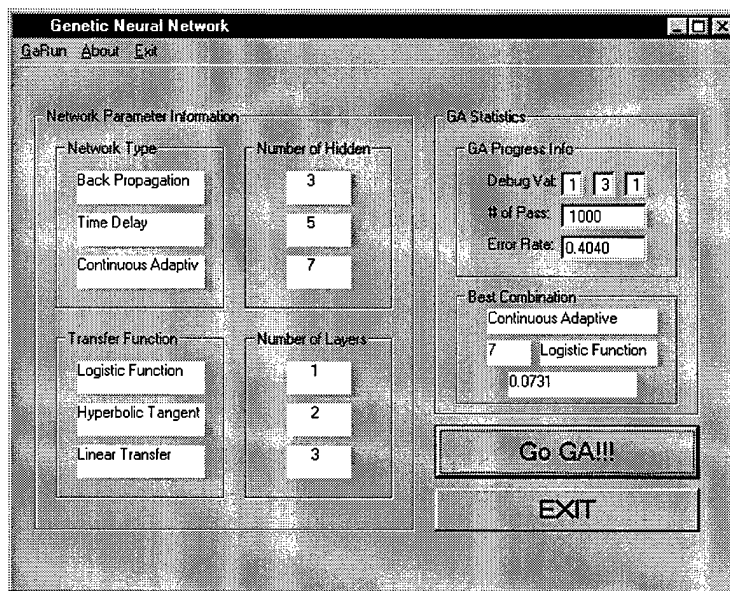 Genetic Neural Network
GaRun About Exit
Network Parameter Information
Network Type
Back Propagation
Time Delay
Continuous Adaptiv
Number of Hidden
3
5
7
Transfer Function
Logistic Function
Hyperbolic Tangent
Linear Transfer
Number of Layers
1
2
3
GA Statistics
GA Progress Info
Debug Val: 1 3 1
# of Pass: 1000
Error Rate: 0.4040
Best Combination
Continuous Adaptive
7 Logistic Function
0.0731
Go GA!!!
EXIT